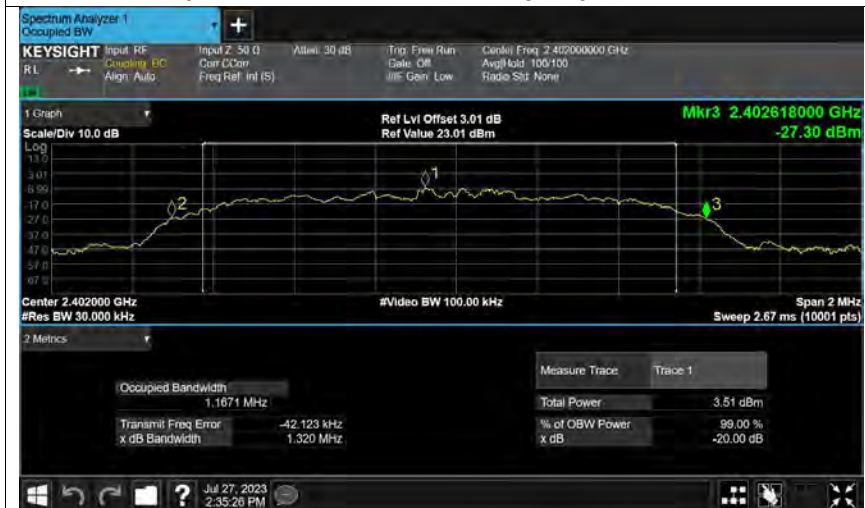 Spectrum Analyzer 1
Occupied BW
+
KEYSIGHT Input: RF Input Z: 50 Ω Atten: 30 dB Trig: Free Run Center Freq: 2.402000000 GHz
RL Coupling: DC Corr CCorr Gate: Off Avg|Hold: 100/100
Align: Auto Freq Ref: Int (S) #IF Gain: Low Radio Std: None
1 Graph
Ref Lvl Offset 3.01 dB
Mkr3 2.402618000 GHz
Scale/Div 10.0 dB
Ref Value 23.01 dBm
-27.30 dBm
Log
13.0
3.01
-6.99
-17.0
-27.0
-37.0
-47.0
-57.0
-67.0
1
2
3
Center 2.402000 GHz #Video BW 100.00 kHz Span 2 MHz
#Res BW 30.000 kHz Sweep 2.67 ms (10001 pts)
2 Metrics
Measure Trace Trace 1
Occupied Bandwidth
1.1671 MHz
Total Power 3.51 dBm
Transmit Freq Error -42.123 kHz
% of OBW Power 99.00 %
x dB Bandwidth 1.320 MHz
x dB -20.00 dB
?
Jul 27, 2023
2:35:26 PM